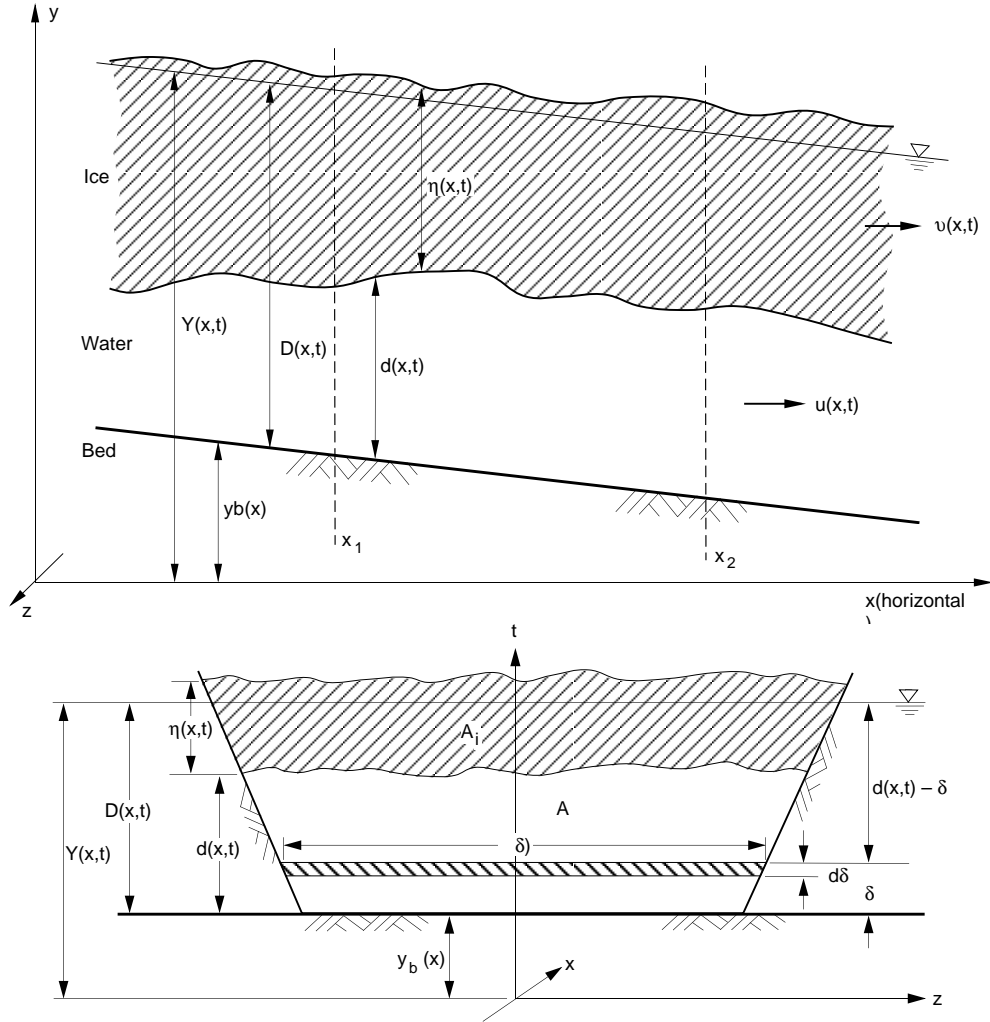 y
Ice
η(x,t)
υ(x,t)
Y(x,t)
Water
D(x,t)
d(x,t)
u(x,t)
Bed
yb(x)
x1
x2
z
x(horizontal
)
t
η(x,t)
Ai
d(x,t) – δ
D(x,t)
A
Y(x,t)
d(x,t)
δ)
dδ
δ
yb (x)
x
z